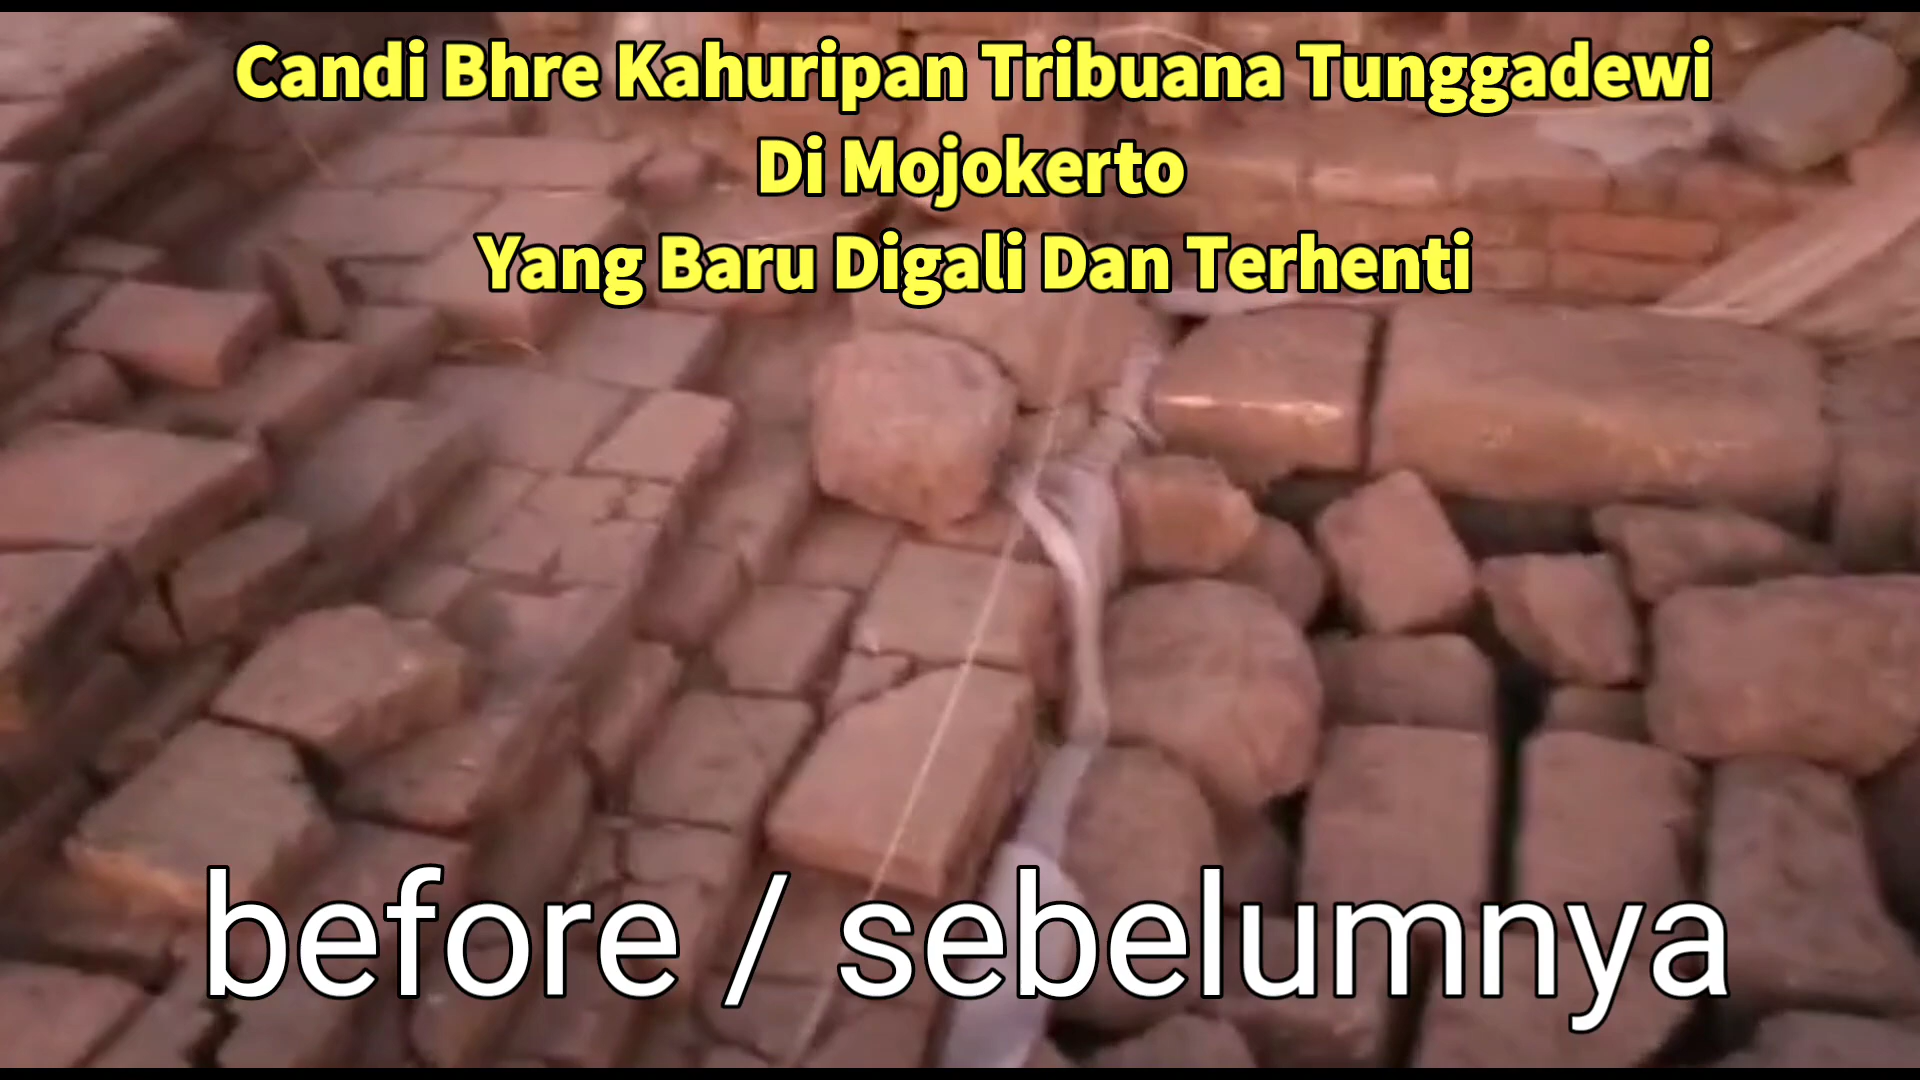 Candi Bhre Kahuripan Tribuana Tunggadewi
Di Mojokerto
Yang Baru Digali Dan Terhenti
before / sebelumnya